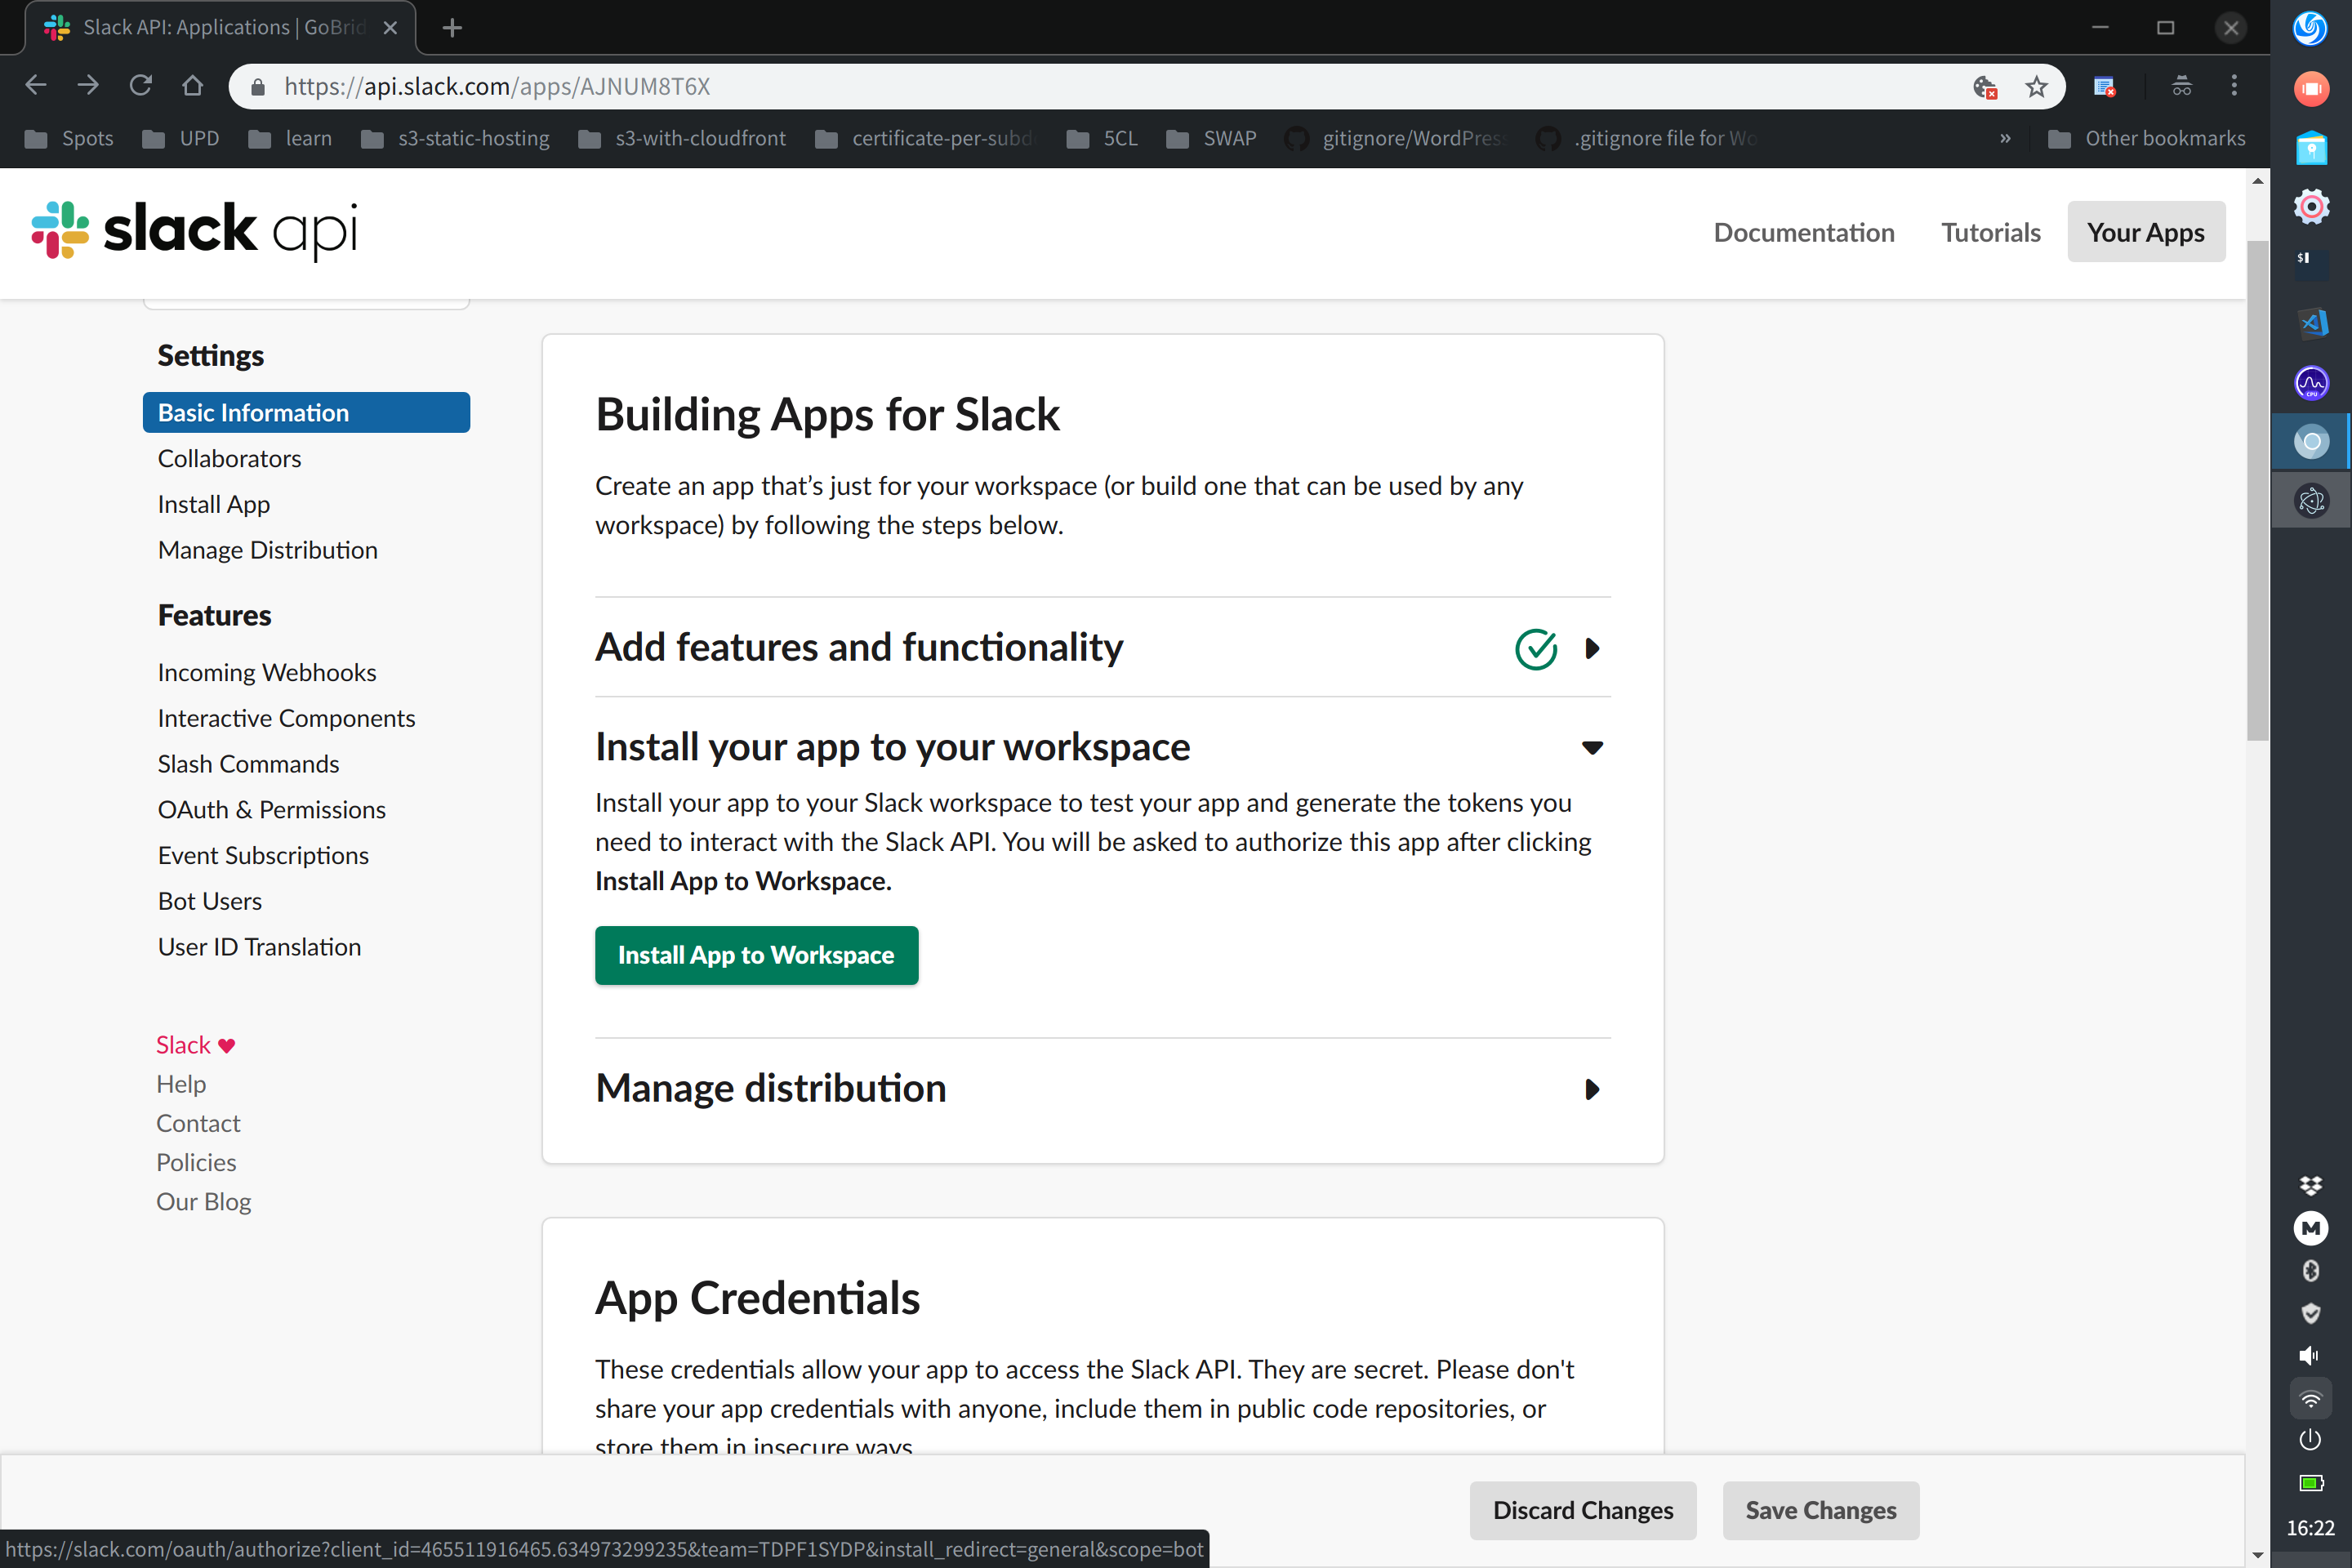 Slack API: Applications | GoBrid
https://api.slack.com/apps/AJNUM8T6X
Spots
UPD
learn
s3-static-hosting
s3-with-cloudfront
certificate-per-subd
5CL
SWAP
gitignore/WordPress
.gitignore file for Wo
»
Other bookmarks
slack api
Documentation
Tutorials
Your Apps
Settings
Basic Information
Collaborators
Install App
Manage Distribution
Features
Incoming Webhooks
Interactive Components
Slash Commands
OAuth & Permissions
Event Subscriptions
Bot Users
User ID Translation
Slack ♥
Help
Contact
Policies
Our Blog
Building Apps for Slack
Create an app that’s just for your workspace (or build one that can be used by any
workspace) by following the steps below.
Add features and functionality
Install your app to your workspace
Install your app to your Slack workspace to test your app and generate the tokens you
need to interact with the Slack API. You will be asked to authorize this app after clicking
Install App to Workspace.
Install App to Workspace
Manage distribution
App Credentials
These credentials allow your app to access the Slack API. They are secret. Please don't
share your app credentials with anyone, include them in public code repositories, or
store them in insecure ways
Discard Changes
Save Changes
https://slack.com/oauth/authorize?client_id=465511916465.634973299235&team=TDPF1SYDP&install_redirect=general&scope=bot
$
CPU
M
16:22